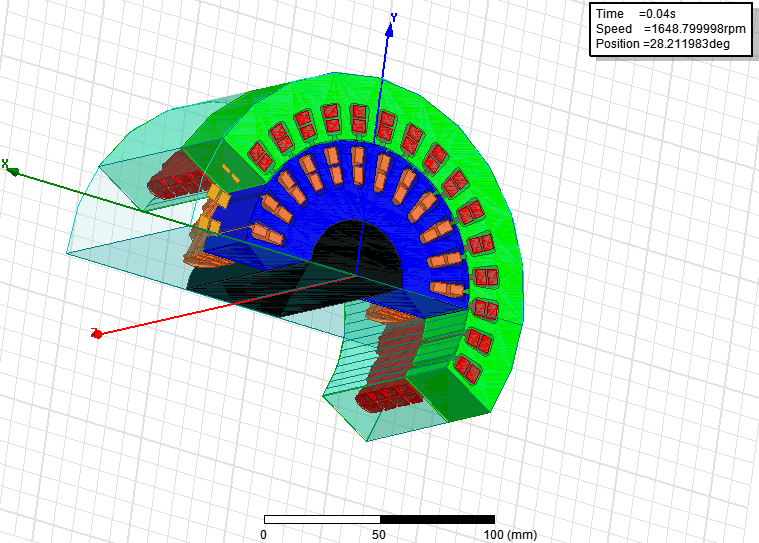 Time =0.04s
Speed =1648.799998rpm
Position =28.211983deg
Y
X
Z
0 50 100 (mm)